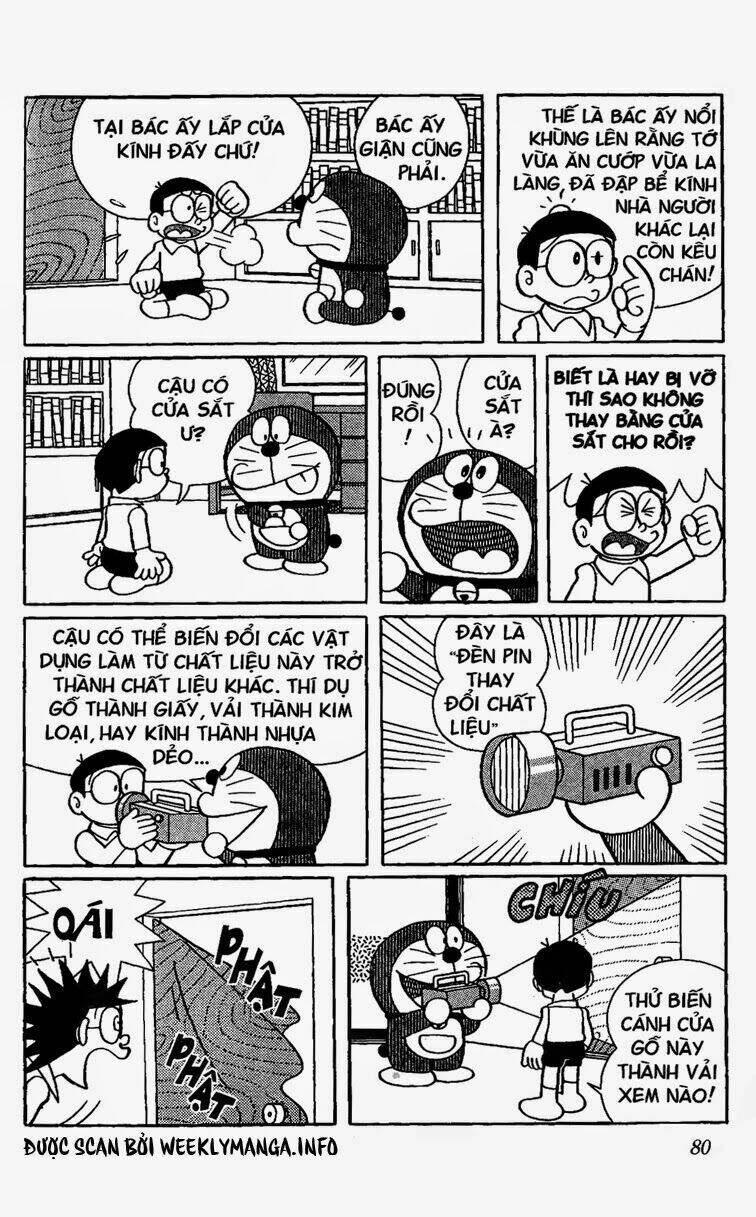 THẾ LÀ BÁC ẤY NỔI
KHÙNG LÊN RẰNG TỚ
VỪA ĂN CƯỚP VỪA LA
LÀNG, ĐÃ ĐẬP BỂ KÍNH
NHÀ NGƯỜI
KHÁC LẠI
CÒN KÊU
CHÁN!
BÁC ẤY
GIẬN CŨNG
PHẢI.
TẠI BÁC ẤY LẮP CỬA
KÍNH ĐẤY CHỨ!
BIẾT LÀ HAY BỊ VỠ
THÌ SAO KHÔNG
THAY BẰNG CỬA
SẮT CHO RỒI?
CỬA
SẮT
À?
ĐÚNG
RỒI
!
CẬU CÓ
CỬA SẮT
Ư?
ĐÂY LÀ
“ĐÈN PIN
THAY
ĐỔI CHẤT
LIỆU”
CẬU CÓ THỂ BIẾN ĐỔI CÁC VẬT
DỤNG LÀM TỪ CHẤT LIỆU NÀY TRỞ
THÀNH CHẤT LIỆU KHÁC. THÍ DỤ
GỖ THÀNH GIẤY, VẢI THÀNH KIM
LOẠI, HAY KÍNH THÀNH NHỰA
DẺO...
CHÍU
THỬ BIẾN
CÁNH CỬA
GỖ NÀY
THÀNH VẢI
XEM NÀO!
PHẬT
PHẬT
OÁI
ĐƯỢC SCAN BỞI WEEKLYMANGA.INFO
80